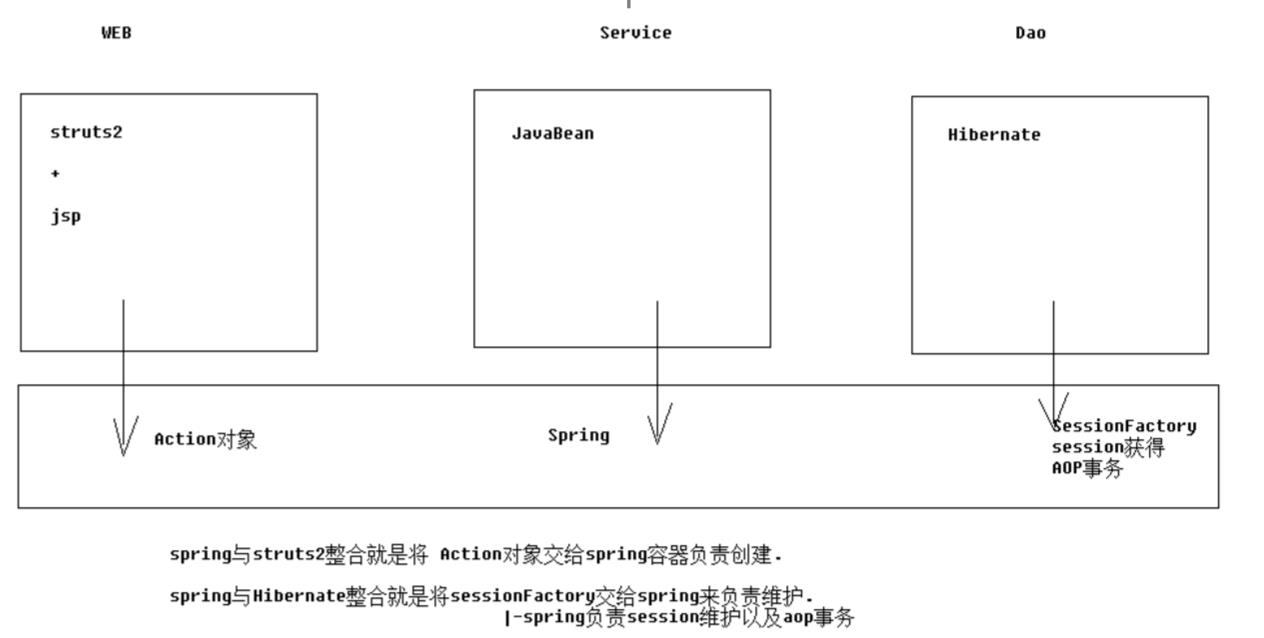 WEB
Service
Dao
struts2
+
jsp
JavaBean
Hibernate
Action对象
Spring
SessionFactory
session获得
AOP事务
spring与struts2整合就是将 Action对象交给spring容器负责创建.
spring与Hibernate整合就是将sessionFactory交给spring来负责维护.
|-spring负责session维护以及aop事务